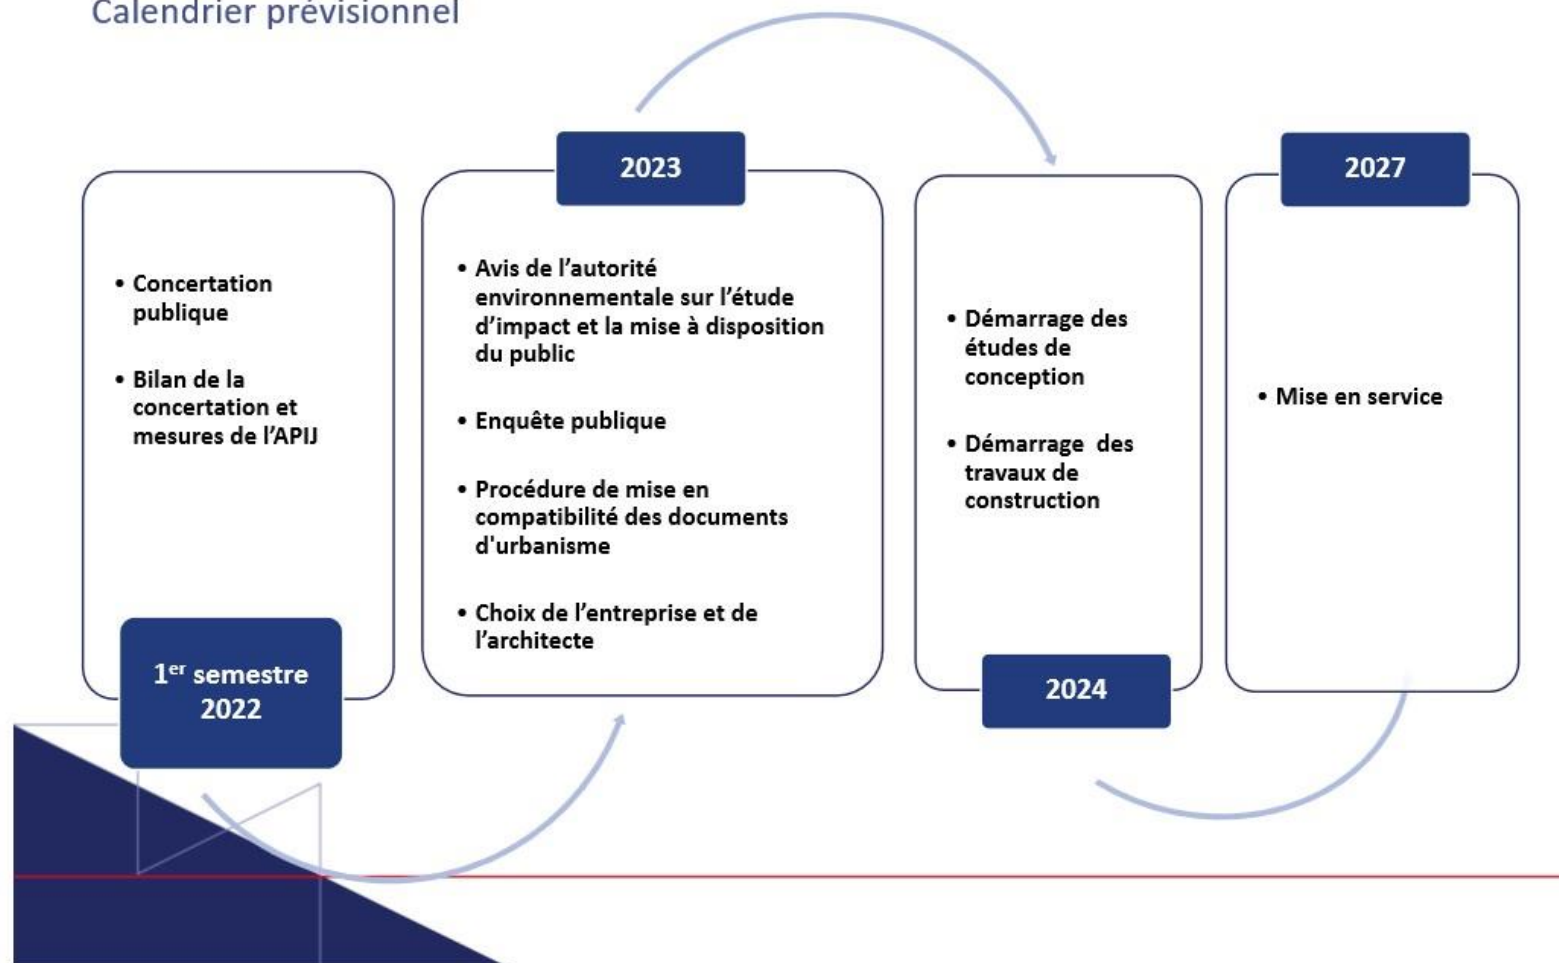 Calendrier prévisionnel
• Concertation
publique
• Bilan de la
concertation et
mesures de l’APIJ
1er semestre
2022
2023
• Avis de l’autorité
environnementale sur l’étude
d’impact et la mise à disposition
du public
• Enquête publique
• Procédure de mise en
compatibilité des documents
d'urbanisme
• Choix de l’entreprise et de
l’architecte
• Démarrage des
études de
conception
• Démarrage  des
travaux de
construction
2024
2027
• Mise en service